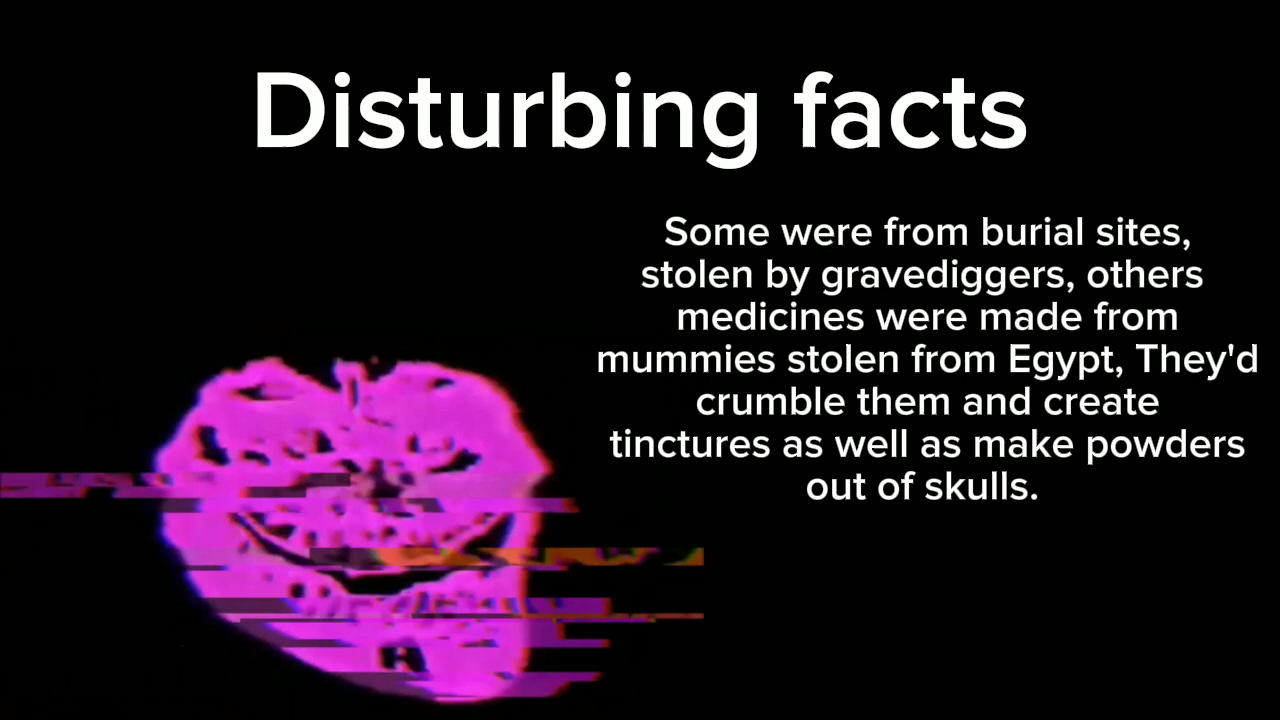 Disturbing facts
Some were from burial sites,
stolen by gravediggers, others
medicines were made from
mummies stolen from Egypt, They'd
crumble them and create
tinctures as well as make powders
out of skulls.